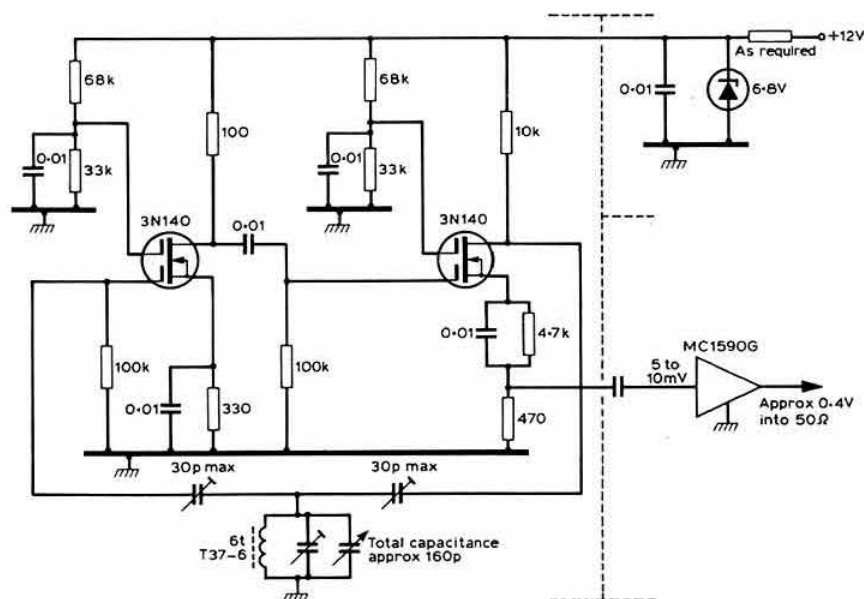 +12V
As required
68k
68k
0·01
6·8V
100
10k
0·01
33k
0·01
33k
3N140
3N140
0·01
0·01
4·7k
MC1590G
5 to
10mV
100k
100k
Approx 0·4V
into 50Ω
0·01
330
470
30p max
30p max
6t
T37-6
Total capacitance
approx 160p